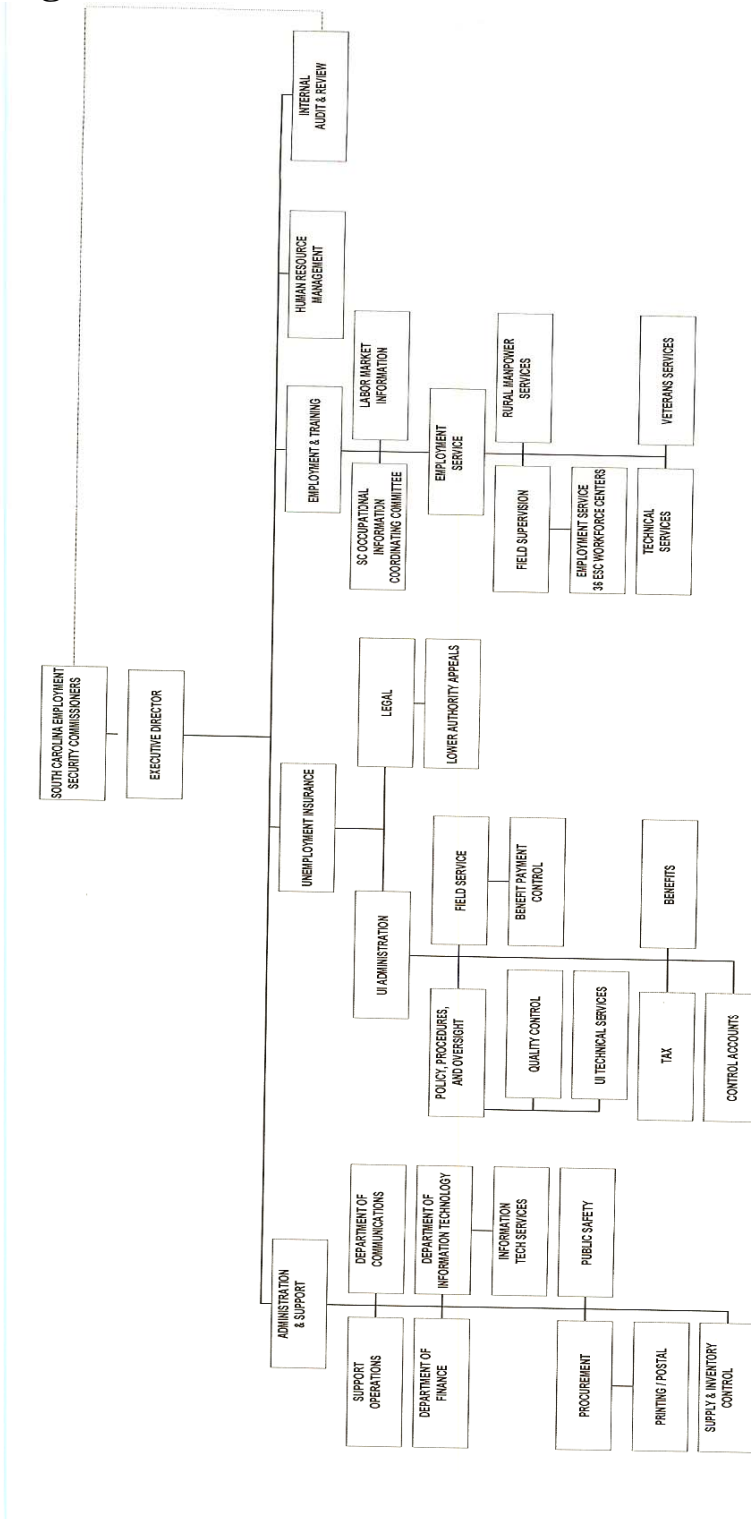 SOUTH CAROLINA EMPLOYMENT
SECURITY COMMISSIONERS
EXECUTIVE DIRECTOR
ADMINISTRATION
& SUPPORT
UNEMPLOYMENT INSURANCE
EMPLOYMENT & TRAINING
HUMAN RESOURCE
MANAGEMENT
INTERNAL
AUDIT & REVIEW
SUPPORT
OPERATIONS
DEPARTMENT OF
COMMUNICATIONS
DEPARTMENT OF
FINANCE
DEPARTMENT OF
INFORMATION TECHNOLOGY
INFORMATION
TECH SERVICES
PROCUREMENT
PUBLIC SAFETY
PRINTING / POSTAL
SUPPLY & INVENTORY
CONTROL
UI ADMINISTRATION
LEGAL
LOWER AUTHORITY APPEALS
POLICY, PROCEDURES,
AND OVERSIGHT
FIELD SERVICE
QUALITY CONTROL
BENEFIT PAYMENT
CONTROL
UI TECHNICAL SERVICES
TAX
BENEFITS
CONTROL ACCOUNTS
SC OCCUPATIONAL
INFORMATION
COORDINATING COMMITTEE
LABOR MARKET
INFORMATION
EMPLOYMENT
SERVICE
FIELD SUPERVISION
RURAL MANPOWER
SERVICES
EMPLOYMENT SERVICE
36 ESC WORKFORCE CENTERS
TECHNICAL
SERVICES
VETERANS SERVICES